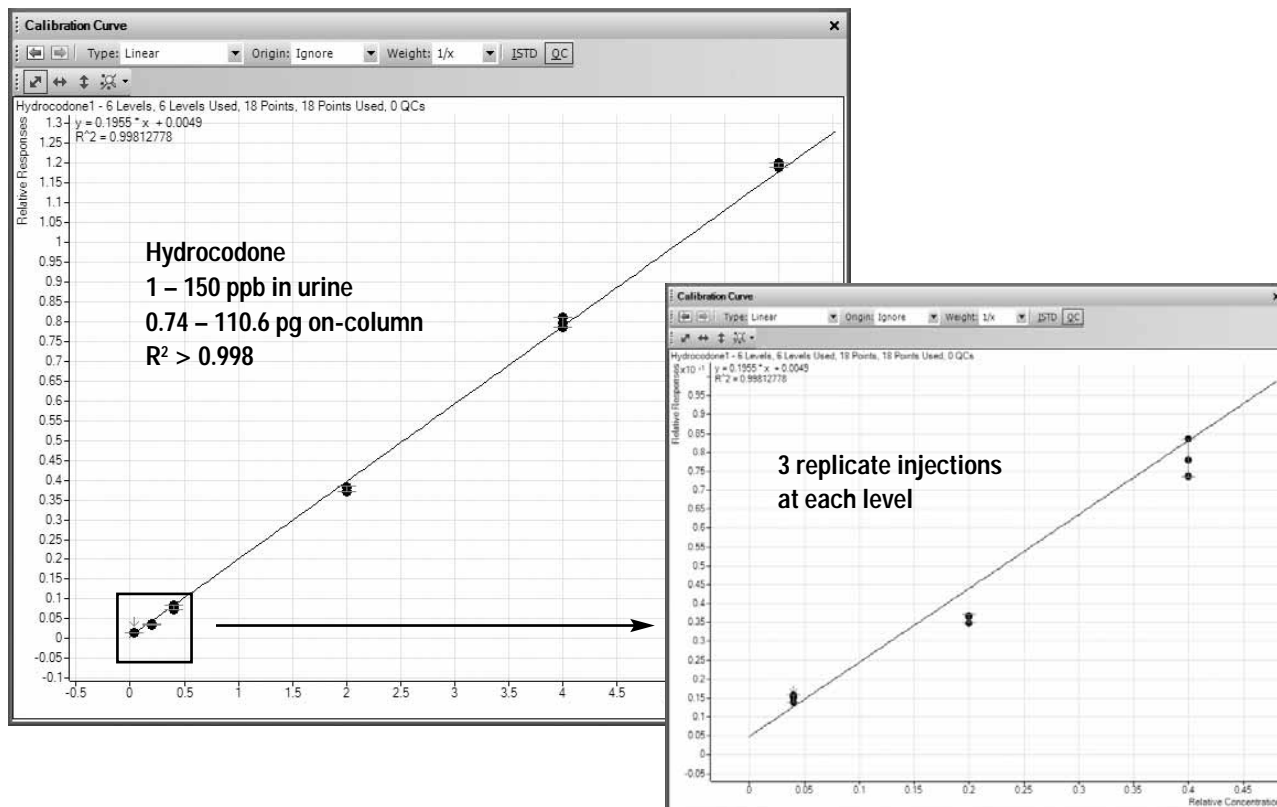 Calibration Curve
Type: Linear Origin: Ignore Weight: 1/x ISTD QC
Hydrocodone1 - 6 Levels, 6 Levels Used, 18 Points, 18 Points Used, 0 QCs
Relative Responses
y = 0.1955 * x + 0.0049
R^2 = 0.99812778
1.3
1.25
1.2
1.15
1.1
1.05
1
0.95
0.9
0.85
0.8
0.75
0.7
0.65
0.6
0.55
0.5
0.45
0.4
0.35
0.3
0.25
0.2
0.15
0.1
0.05
0
-0.05
-0.1
-0.5 0 0.5 1 1.5 2 2.5 3 3.5 4 4.5
Hydrocodone
1 – 150 ppb in urine
0.74 – 110.6 pg on-column
R² > 0.998
Calibration Curve
Type: Linear Origin: Ignore Weight: 1/x ISTD QC
Hydrocodone1 - 6 Levels, 6 Levels Used, 18 Points, 18 Points Used, 0 QCs
Relative Responses
x10 -1
y = 0.1955 * x + 0.0049
R^2 = 0.99812778
0.95
0.9
0.85
0.8
0.75
0.7
0.65
0.6
0.55
0.5
0.45
0.4
0.35
0.3
0.25
0.2
0.15
0.1
0.05
0
-0.05
0 0.05 0.1 0.15 0.2 0.25 0.3 0.35 0.4 0.45
Relative Concentration
3 replicate injections
at each level